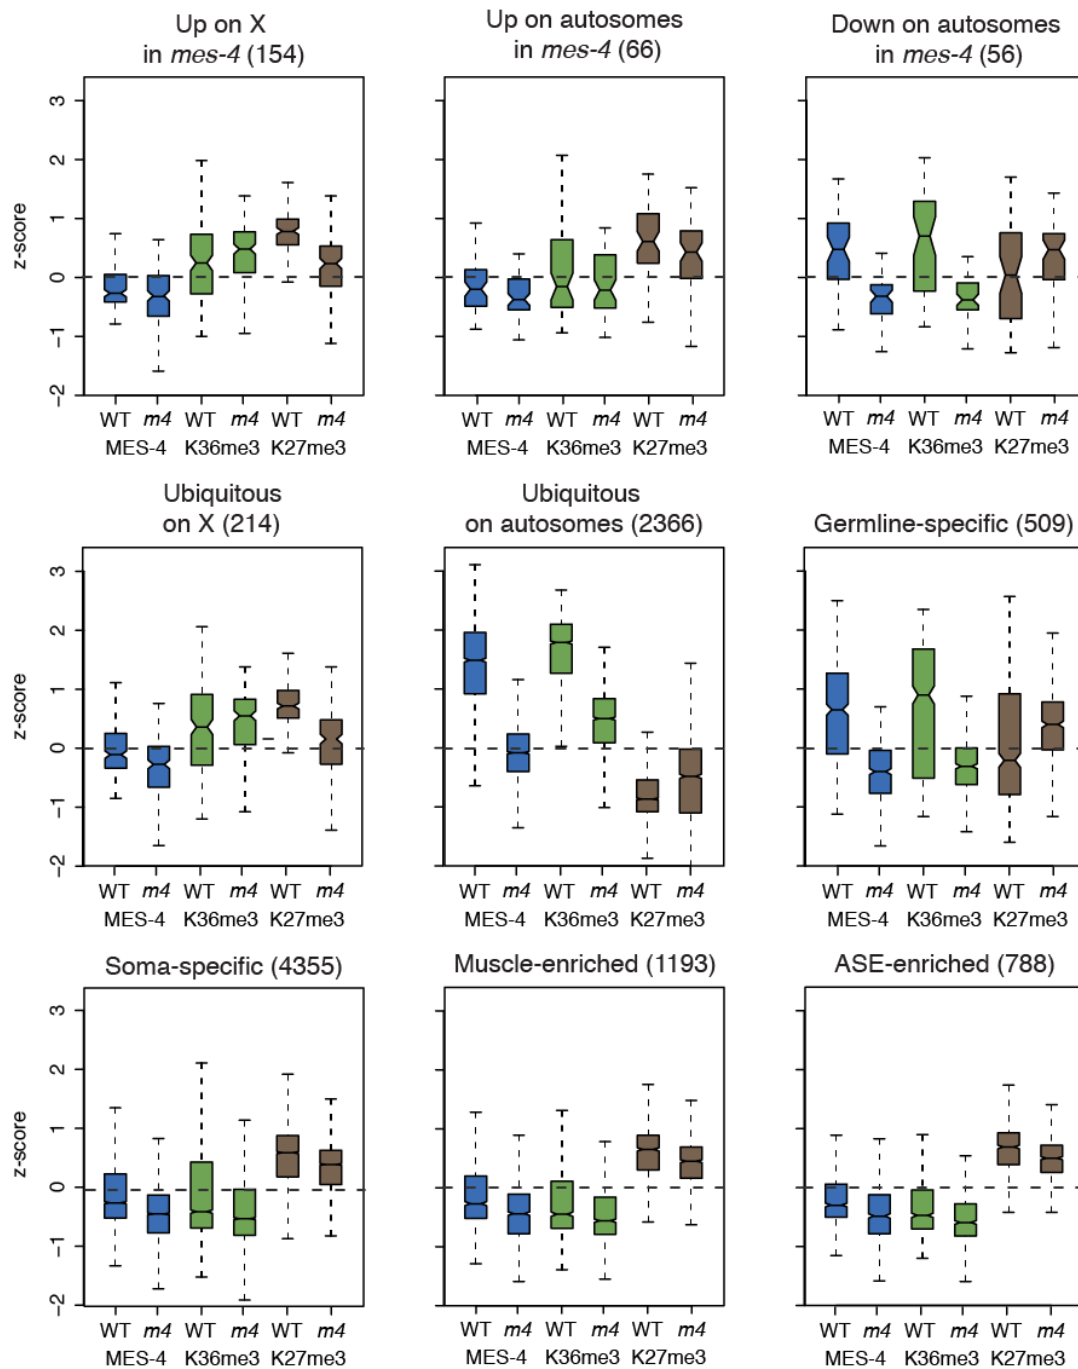 Up on X
in mes-4 (154)
Up on autosomes
in mes-4 (66)
Down on autosomes
in mes-4 (56)
z-score
3
2
1
0
−1
−2
WT m4 WT m4 WT m4
MES-4 K36me3 K27me3
WT m4 WT m4 WT m4
MES-4 K36me3 K27me3
WT m4 WT m4 WT m4
MES-4 K36me3 K27me3
Ubiquitous
on X (214)
Ubiquitous
on autosomes (2366)
Germline-specific (509)
z-score
3
2
1
0
−1
−2
WT m4 WT m4 WT m4
MES-4 K36me3 K27me3
WT m4 WT m4 WT m4
MES-4 K36me3 K27me3
WT m4 WT m4 WT m4
MES-4 K36me3 K27me3
Soma-specific (4355)
Muscle-enriched (1193)
ASE-enriched (788)
z-score
3
2
1
0
−1
−2
WT m4 WT m4 WT m4
MES-4 K36me3 K27me3
WT m4 WT m4 WT m4
MES-4 K36me3 K27me3
WT m4 WT m4 WT m4
MES-4 K36me3 K27me3